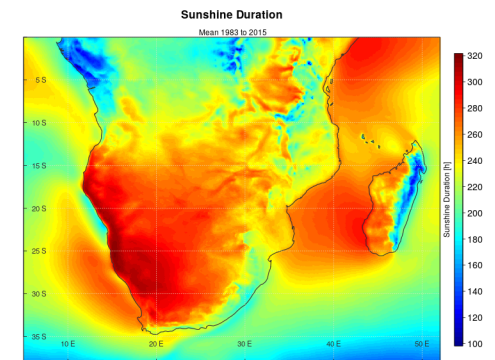 Sunshine Duration
Mean 1983 to 2015
5 S
10 S
15 S
20 S
25 S
30 S
35 S
10 E
20 E
30 E
40 E
50 E
320
300
280
260
240
220
200
180
160
140
120
100
Sunshine Duration [h]